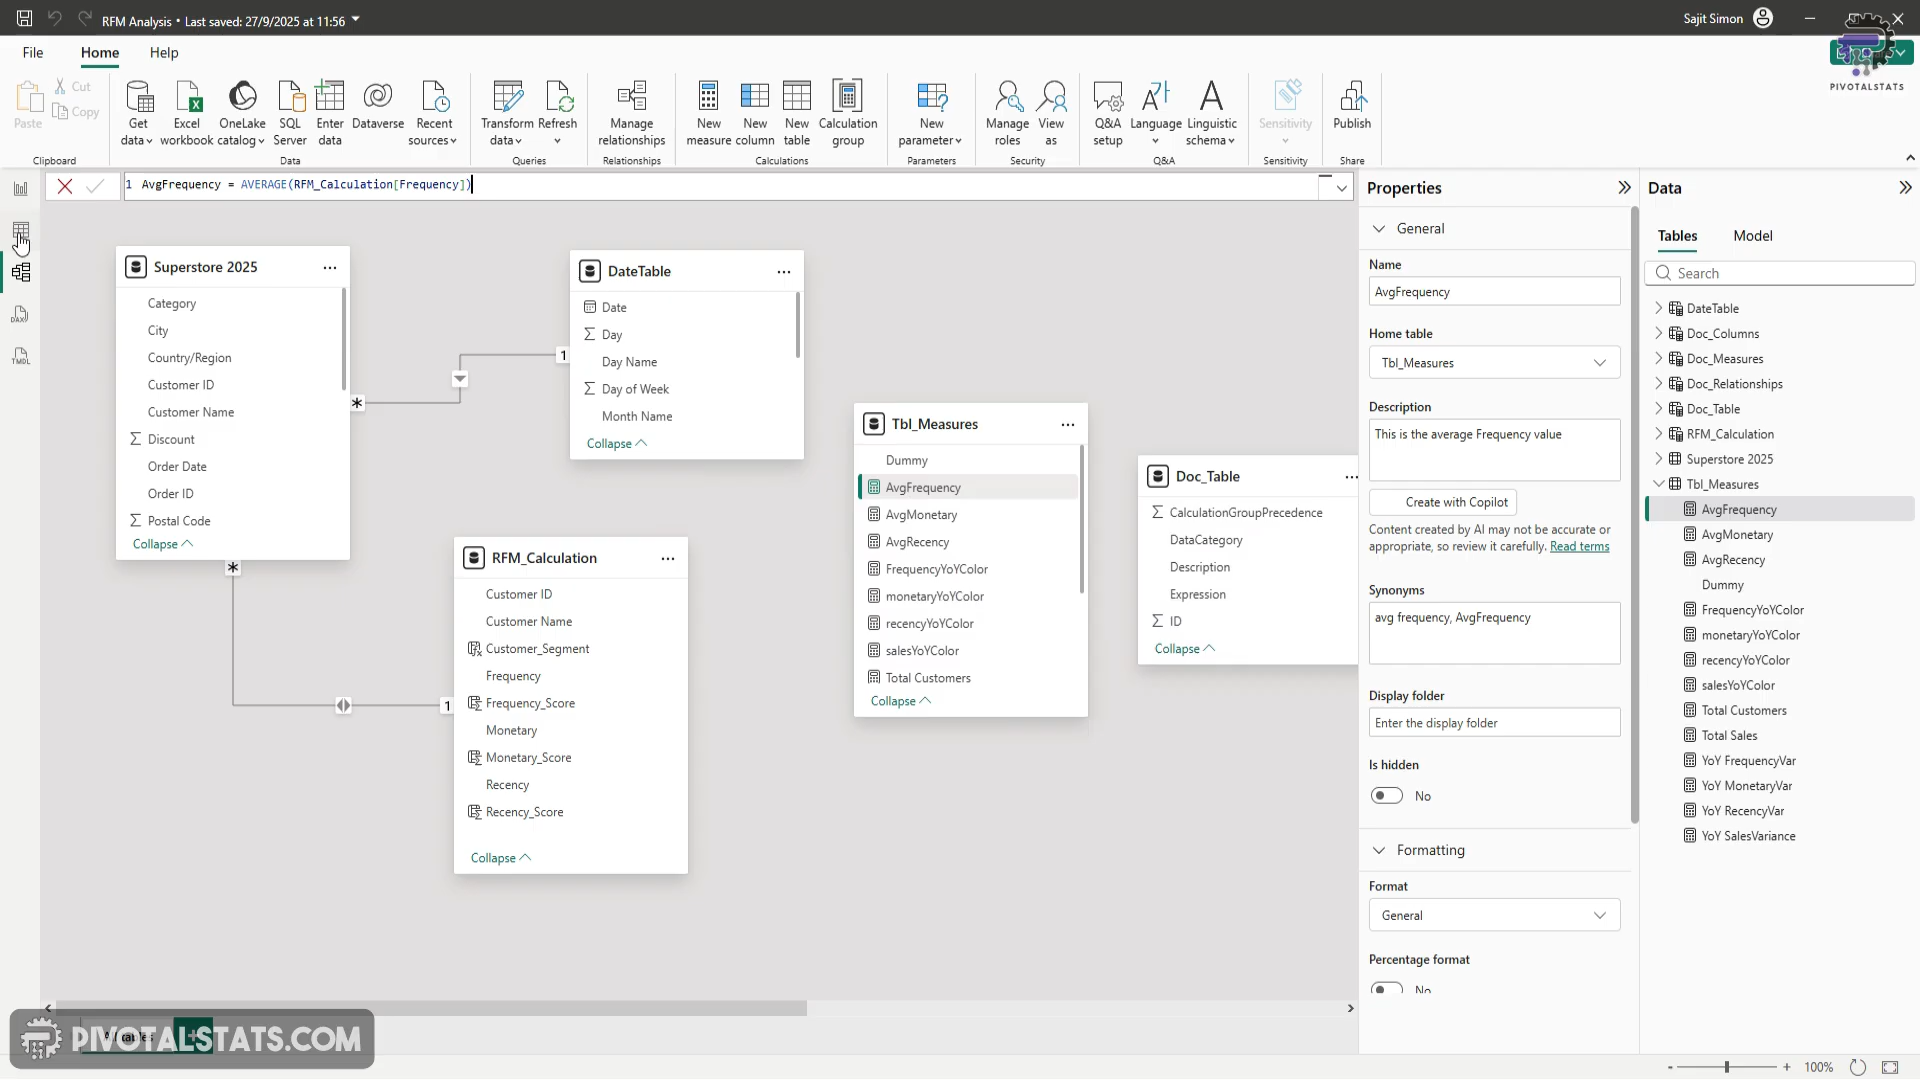 RFM Analysis • Last saved: 27/9/2025 at 11:56
Sajit Simon
File
Home
Help
PIVOTALSTATS
Paste
Cut
Copy
Clipboard
Get data
Excel workbook
OneLake catalog
SQL Server
Enter data
Dataverse
Recent sources
Data
Transform data
Refresh
Queries
Manage relationships
Relationships
New measure
New column
New table
Calculation group
Calculations
New parameter
Parameters
Manage roles
View as
Security
Q&A setup
Language
Linguistic schema
Q&A
Sensitivity
Sensitivity
Publish
Share
1 AvgFrequency = AVERAGE(RFM_Calculation[Frequency])
DAX
TMDL
Superstore 2025
Category
City
Country/Region
Customer ID
Customer Name
Discount
Order Date
Order ID
Postal Code
Collapse
*
1
DateTable
Date
Day
Day Name
Day of Week
Month Name
Collapse
*
1
RFM_Calculation
Customer ID
Customer Name
Customer_Segment
Frequency
Frequency_Score
Monetary
Monetary_Score
Recency
Recency_Score
Collapse
Tbl_Measures
Dummy
AvgFrequency
AvgMonetary
AvgRecency
FrequencyYoYColor
monetaryYoYColor
recencyYoYColor
salesYoYColor
Total Customers
Collapse
Doc_Table
CalculationGroupPrecedence
DataCategory
Description
Expression
ID
Collapse
Properties
General
Name
AvgFrequency
Home table
Tbl_Measures
Description
This is the average Frequency value
Create with Copilot
Content created by AI may not be accurate or
appropriate, so review it carefully. Read terms
Synonyms
avg frequency, AvgFrequency
Display folder
Enter the display folder
Is hidden
No
Formatting
Format
General
Percentage format
No
Data
Tables
Model
Search
DateTable
Doc_Columns
Doc_Measures
Doc_Relationships
Doc_Table
RFM_Calculation
Superstore 2025
Tbl_Measures
AvgFrequency
AvgMonetary
AvgRecency
Dummy
FrequencyYoYColor
monetaryYoYColor
recencyYoYColor
salesYoYColor
Total Customers
Total Sales
YoY FrequencyVar
YoY MonetaryVar
YoY RecencyVar
YoY SalesVariance
PIVOTALSTATS.COM
- + 100%